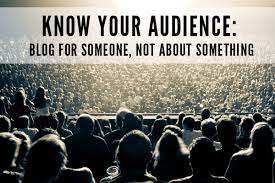 KNOW YOUR AUDIENCE:
BLOG FOR SOMEONE, NOT ABOUT SOMETHING